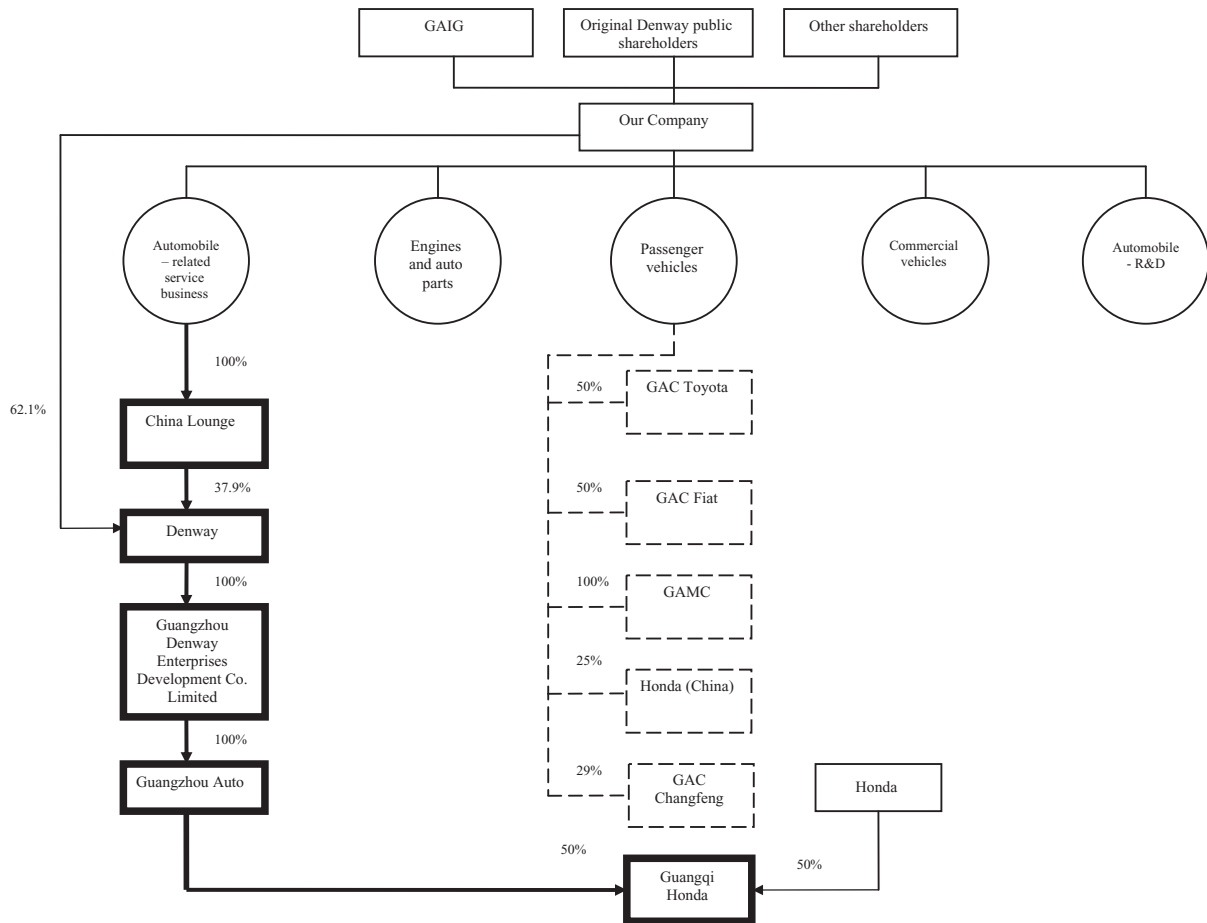 GAIG
Original Denway public
shareholders
Other shareholders
Our Company
Automobile
– related
service
business
Engines
and auto
parts
Passenger
vehicles
Commercial
vehicles
Automobile
- R&D
100%
62.1%
China Lounge
37.9%
Denway
100%
Guangzhou
Denway
Enterprises
Development Co.
Limited
100%
Guangzhou Auto
50%
GAC Toyota
50%
GAC Fiat
100%
GAMC
25%
Honda (China)
29%
GAC
Changfeng
Honda
50%
Guangqi
Honda
50%